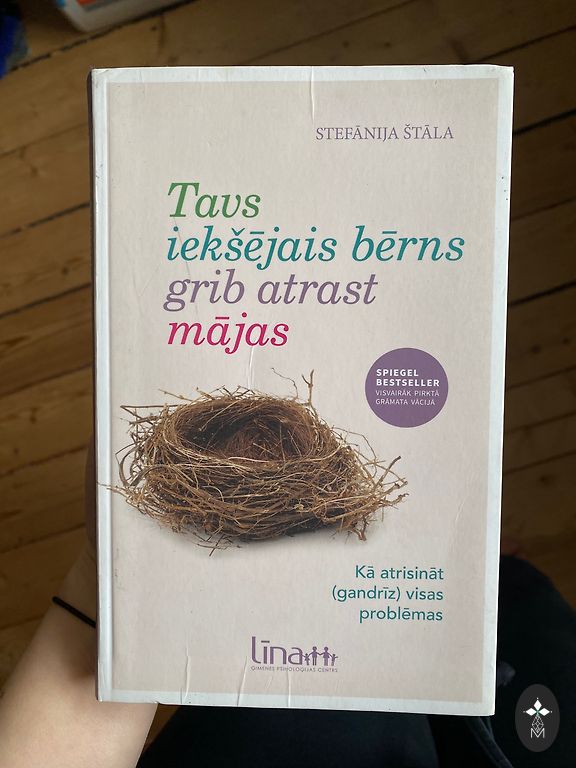 STEFĀNIJA ŠTĀLA
Tavs
iekšējais bērns
grib atrast
mājas
SPIEGEL
BESTSELLER
VISVAIRĀK PIRKTĀ
GRĀMATA VĀCIJĀ
Kā atrisināt
(gandrīz) visas
problēmas
Līna
ĢIMENES PSIHOLOĢIJAS CENTRS
M